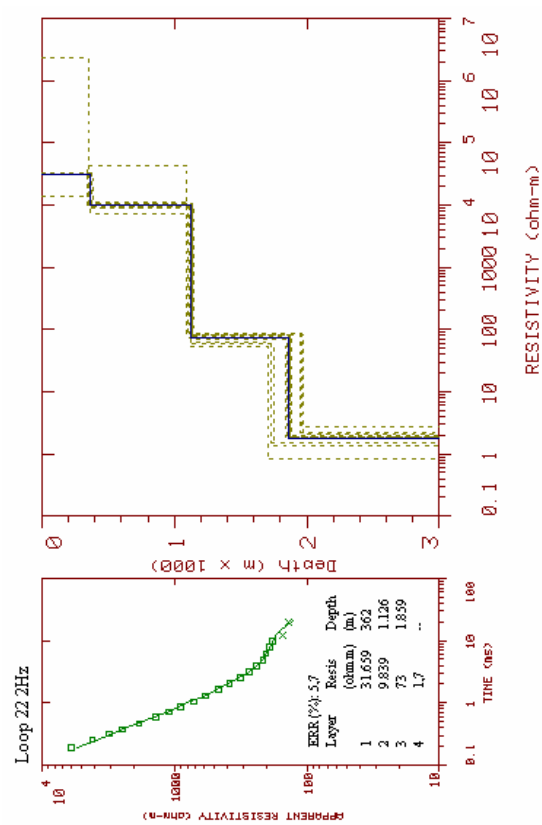 Loop 22 2Hz
10 4
1000
100
10
APPARENT RESISTIVITY (ohm-m)
0.1 1 10 100
TIME (ms)
ERR (%): 5,7
Layer Resis Depth
(ohm.m) (m)
1 31.659 362
2 9.839 1.126
3 73 1.859
4 1.7 --
0 1 2 3
Depth (m x 1000)
0.1 1 10 100 1000 10 4 10 5 10 6 10 7
RESISTIVITY (ohm-m)